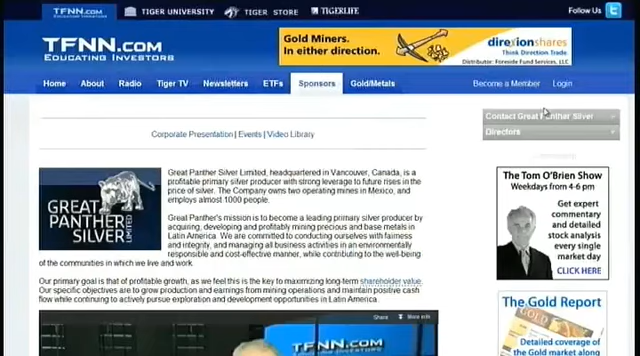 TFNN.COM
EDUCATING INVESTORS
TIGER UNIVERSITY
TIGER STORE
TIGERLIFE
Follow Us
TFNN.COM
EDUCATING INVESTORS
Gold Miners.
In either direction.
direxionshares
Think Direxion Trade
Distributor: Foreside Fund Services, LLC
Home About Radio Tiger TV Newsletters ETFs Sponsors Gold/Metals
Become a Member Login
Contact Great Panther Silver
Directors
Corporate Presentation | Events | Video Library
GREAT
PANTHER
SILVER LIMITED
Great Panther Silver Limited, headquartered in Vancouver, Canada, is a
profitable primary silver producer with strong leverage to future rises in the
price of silver. The Company owns two operating mines in Mexico, and
employs almost 1000 people.
Great Panther's mission is to become a leading primary silver producer by
acquiring, developing and profitably mining precious and base metals in
Latin America. We are committed to conducting ourselves with fairness
and integrity, and managing all business activities in an environmentally
responsible and cost-effective manner, while contributing to the well-being
of the communities in which we live and work.
Our primary goal is that of profitable growth, as we feel this is the key to maximizing long-term shareholder value.
Our specific objectives are to grow production and earnings from mining operations and maintain positive cash
flow while continuing to actively pursue exploration and development opportunities in Latin America.
Share
More info
TFNN.COM
EDUCATING INVESTORS
The Tom O'Brien Show
Weekdays from 4-6 pm
Get expert
commentary
and detailed
stock analysis
every single
market day
CLICK HERE
The Gold Report
Detailed coverage of
the Gold market along